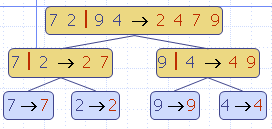 7 2 | 9 4 → 2 4 7 9
7 | 2 → 2 7
9 | 4 → 4 9
7 → 7
2 → 2
9 → 9
4 → 4